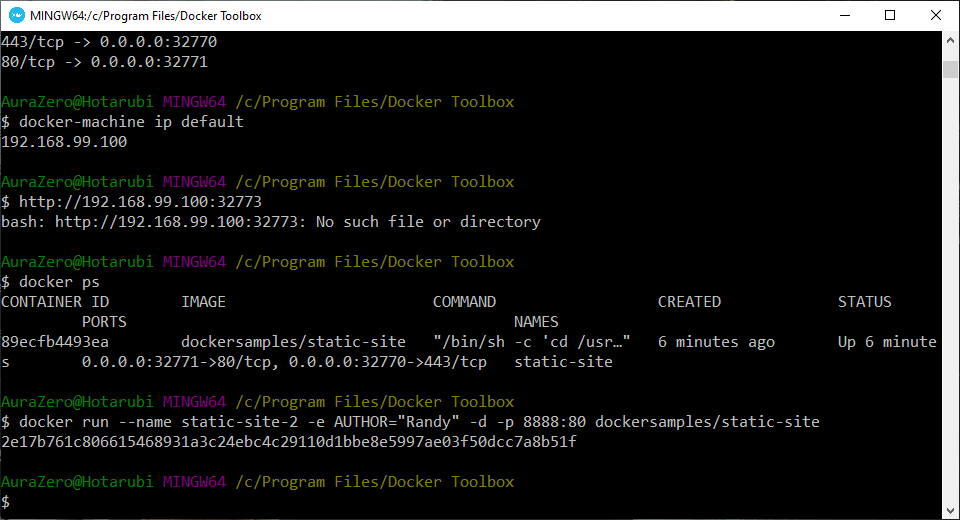 MINGW64:/c/Program Files/Docker Toolbox
443/tcp -> 0.0.0.0:32770
80/tcp -> 0.0.0.0:32771
AuraZero@Hotarubi MINGW64 /c/Program Files/Docker Toolbox
$ docker-machine ip default
192.168.99.100
AuraZero@Hotarubi MINGW64 /c/Program Files/Docker Toolbox
$ http://192.168.99.100:32773
bash: http://192.168.99.100:32773: No such file or directory
AuraZero@Hotarubi MINGW64 /c/Program Files/Docker Toolbox
$ docker ps
CONTAINER ID        IMAGE                       COMMAND                  CREATED             STATUS
            PORTS                                           NAMES
89ecfb4493ea        dockersamples/static-site   "/bin/sh -c 'cd /usr…"   6 minutes ago       Up 6 minute
s        0.0.0.0:32771->80/tcp, 0.0.0.0:32770->443/tcp   static-site
AuraZero@Hotarubi MINGW64 /c/Program Files/Docker Toolbox
$ docker run --name static-site-2 -e AUTHOR="Randy" -d -p 8888:80 dockersamples/static-site
2e17b761c806615468931a3c24ebc4c29110d1bbe8e5997ae03f50dcc7a8b51f
AuraZero@Hotarubi MINGW64 /c/Program Files/Docker Toolbox
$